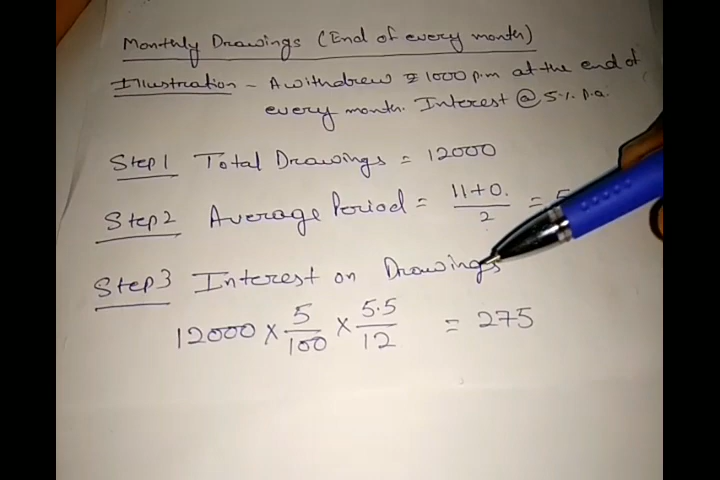 Monthly Drawings (End of every month)
Illustration - A withdrew ₹ 1000 p.m at the end of
every month. Interest @ 5% p.a.
Step 1 Total Drawings = 12000
Step 2 Average Period = 11+0. / 2 = 5
Step 3 Interest on Drawings
12000 × 5/100 × 5.5/12 = 275